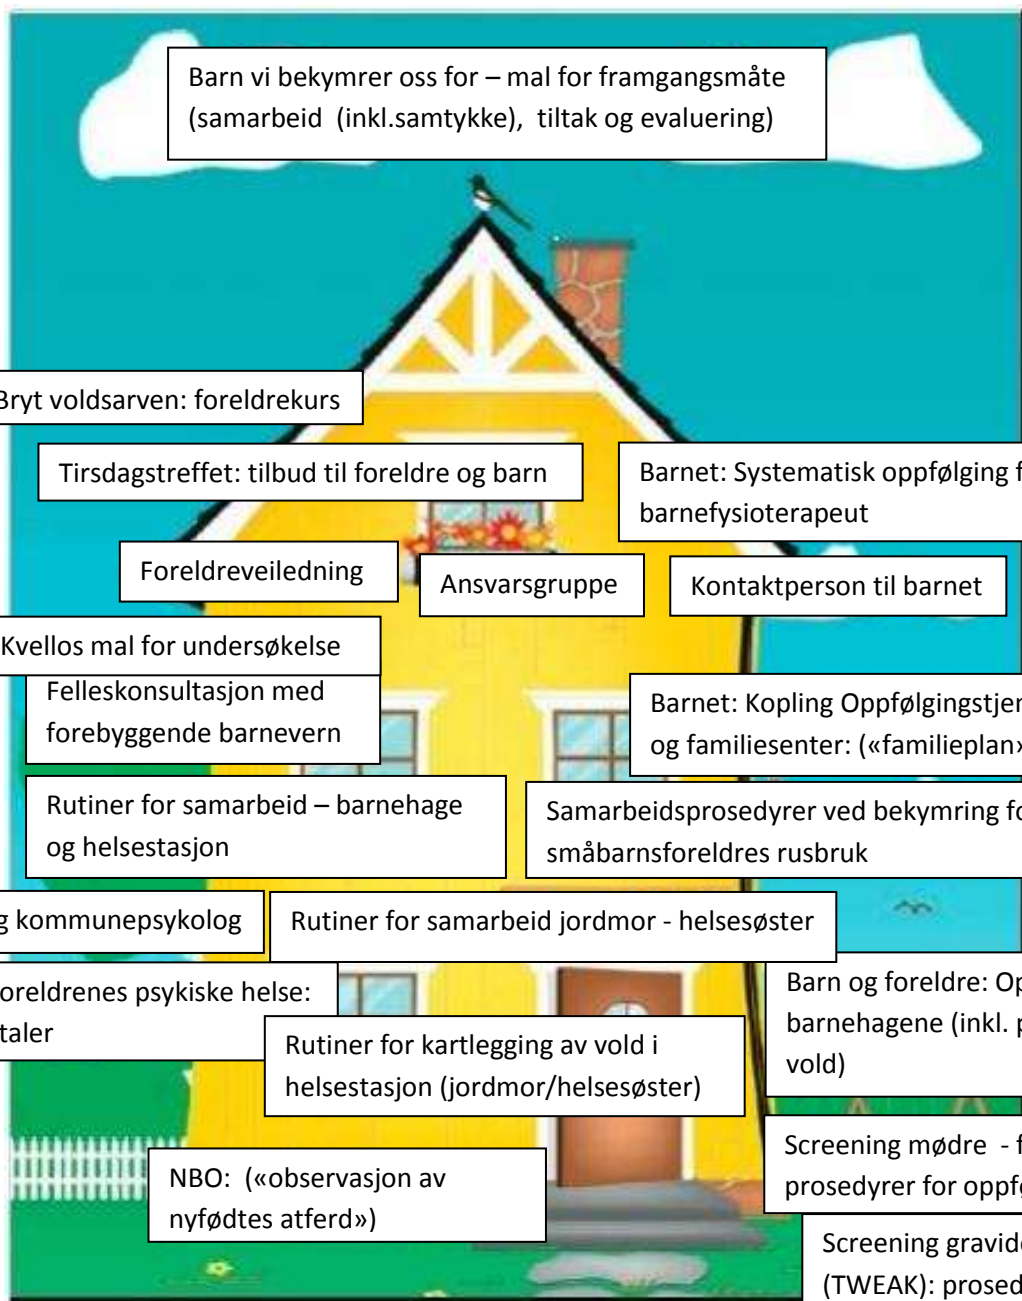 Barn vi bekymrer oss for – mal for framgangsmåte
(samarbeid (inkl.samtykke), tiltak og evaluering)
Bryt voldsarven: foreldrekurs
Tirsdagstreffet: tilbud til foreldre og barn
Barnet: Systematisk oppfølging
barnefysioterapeut
Foreldreveiledning
Ansvarsgruppe
Kontaktperson til barnet
Kvellos mal for undersøkelse
Felleskonsultasjon med
forebyggende barnevern
Barnet: Kopling
og familiesenter: («familieplan»
Rutiner for samarbeid – barnehage
og helsestasjon
Samarbeidsprosedyrer ved bekymring
småbarnsforeldres rusbruk
kommunepsykolog
Rutiner for samarbeid jordmor - helsesøster
psykiske helse:
Barn og foreldre:
barnehagene (inkl.
vold)
Rutiner for kartlegging av vold i
helsestasjon (jordmor/helsesøster)
Screening mødre -
prosedyrer for
NBO: («observasjon av
nyfødtes atferd»)
Screening
(TWEAK):